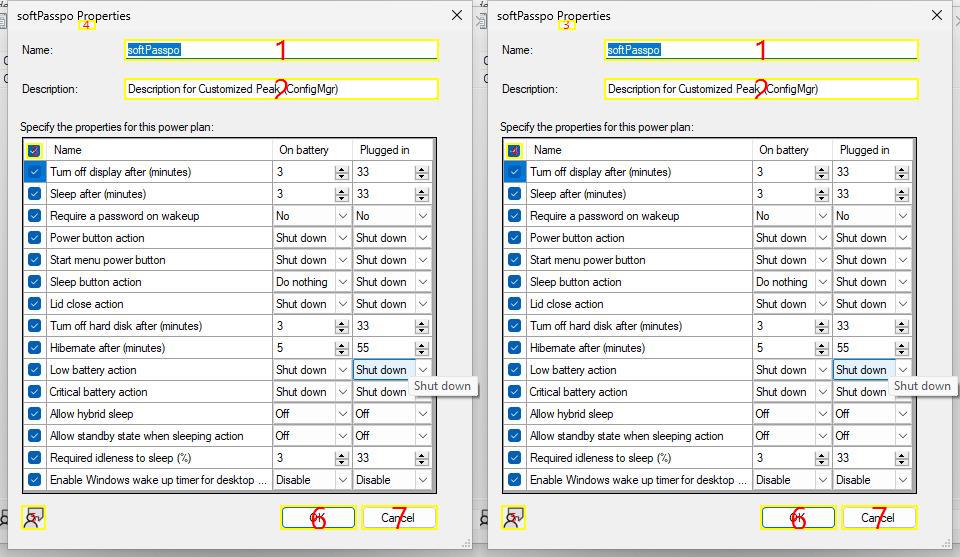 softPasspo Properties
4
Name: softPasspo 1
Description: Description for Customized Peak (ConfigMgr) 2
Specify the properties for this power plan:
Name On battery Plugged in
Turn off display after (minutes) 3 33
Sleep after (minutes) 3 33
Require a password on wakeup No No
Power button action Shut down Shut down
Start menu power button Shut down Shut down
Sleep button action Do nothing Shut down
Lid close action Shut down Shut down
Turn off hard disk after (minutes) 3 33
Hibernate after (minutes) 5 55
Low battery action Shut down Shut down
Shut down
Critical battery action Shut down Shut down
Allow hybrid sleep Off Off
Allow standby state when sleeping action Off Off
Required idleness to sleep (%) 3 33
Enable Windows wake up timer for desktop ... Disable Disable
OK 6 Cancel 7
softPasspo Properties
3
Name: softPasspo 1
Description: Description for Customized Peak (ConfigMgr) 2
Specify the properties for this power plan:
Name On battery Plugged in
Turn off display after (minutes) 3 33
Sleep after (minutes) 3 33
Require a password on wakeup No No
Power button action Shut down Shut down
Start menu power button Shut down Shut down
Sleep button action Do nothing Shut down
Lid close action Shut down Shut down
Turn off hard disk after (minutes) 3 33
Hibernate after (minutes) 5 55
Low battery action Shut down Shut down
Shut down
Critical battery action Shut down Shut down
Allow hybrid sleep Off Off
Allow standby state when sleeping action Off Off
Required idleness to sleep (%) 3 33
Enable Windows wake up timer for desktop ... Disable Disable
OK 6 Cancel 7